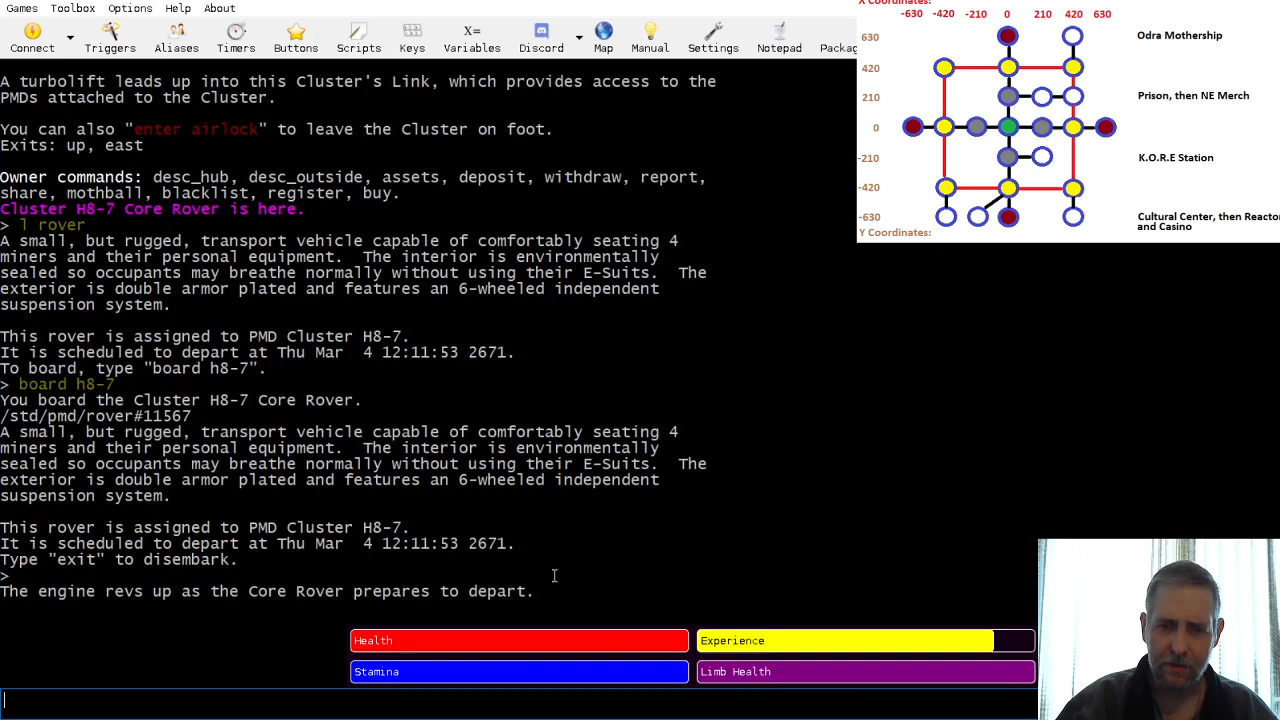 Games Toolbox Options Help About
Connect Triggers Aliases Timers Buttons Scripts Keys Variables Discord Map Manual Settings Notepad Packag
A turbolift leads up into this Cluster's Link, which provides access to the
PMDs attached to the Cluster.
You can also "enter airlock" to leave the Cluster on foot.
Exits: up, east
Owner commands: desc_hub, desc_outside, assets, deposit, withdraw, report,
share, mothball, blacklist, register, buy.
Cluster H8-7 Core Rover is here.
> l rover
A small, but rugged, transport vehicle capable of comfortably seating 4
miners and their personal equipment.  The interior is environmentally
sealed so occupants may breathe normally without using their E-Suits.  The
exterior is double armor plated and features an 6-wheeled independent
suspension system.
This rover is assigned to PMD Cluster H8-7.
It is scheduled to depart at Thu Mar  4 12:11:53 2671.
To board, type "board h8-7".
> board h8-7
You board the Cluster H8-7 Core Rover.
/std/pmd/rover#11567
A small, but rugged, transport vehicle capable of comfortably seating 4
miners and their personal equipment.  The interior is environmentally
sealed so occupants may breathe normally without using their E-Suits.  The
exterior is double armor plated and features an 6-wheeled independent
suspension system.
This rover is assigned to PMD Cluster H8-7.
It is scheduled to depart at Thu Mar  4 12:11:53 2671.
Type "exit" to disembark.
>
The engine revs up as the Core Rover prepares to depart.
Health
Experience
Stamina
Limb Health
X Coordinates:
-630 -420 -210 0 210 420 630
630
Odra Mothership
420
210
Prison, then NE Merch
0
-210
K.O.R.E Station
-420
-630
Cultural Center, then Reactor
and Casino
Y Coordinates: